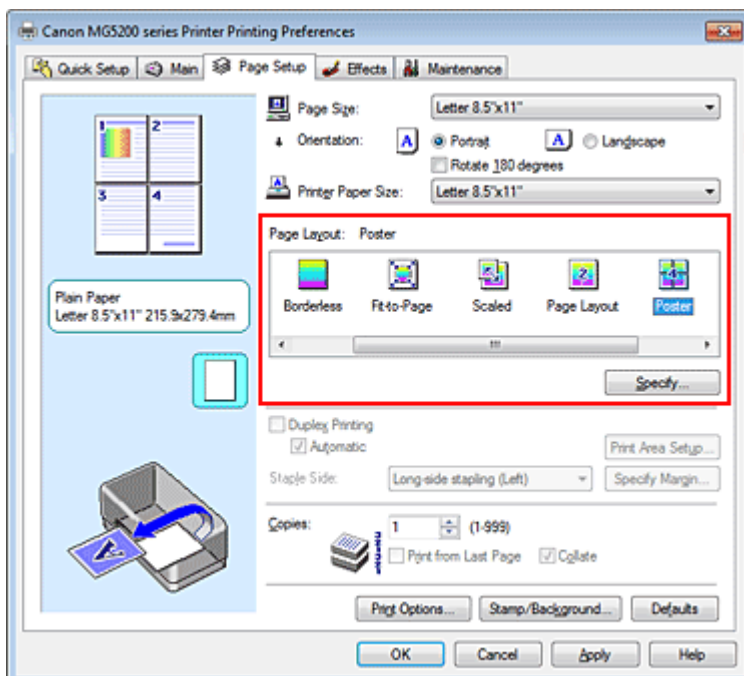 Canon MG5200 series Printer Printing Preferences
Quick Setup Main Page Setup Effects Maintenance
Page Size: Letter 8.5"x11"
Orientation: A Portrait A Landscape
Rotate 180 degrees
Printer Paper Size: Letter 8.5"x11"
1 2
3 4
Page Layout: Poster
Borderless Fit-to-Page Scaled Page Layout Poster
Plain Paper
Letter 8.5"x11" 215.9x279.4mm
Specify...
Duplex Printing
Automatic Print Area Setup...
Staple Side: Long-side stapling (Left) Specify Margin...
Copies: 1 (1-999)
Print from Last Page Collate
Print Options... Stamp/Background... Defaults
OK Cancel Apply Help